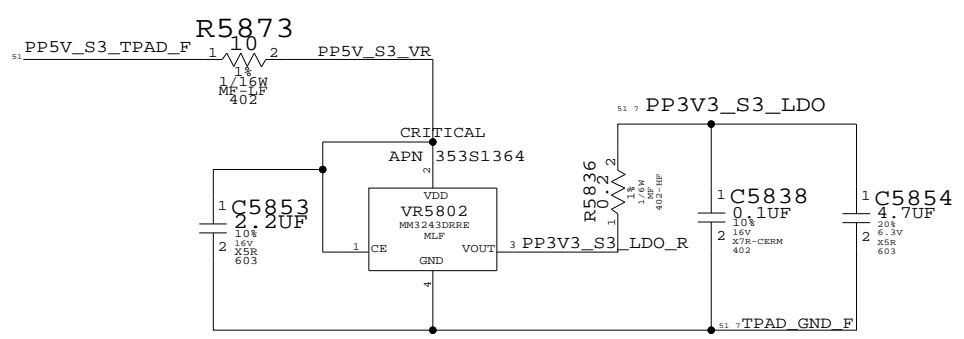 R5873
10
51 PP5V_S3_TPAD_F 1 2 PP5V_S3_VR
1%
1/16W
MF-LF
402
51 7 PP3V3_S3_LDO
CRITICAL
APN 353S1364
2
VDD
VR5802
MM3243DRRE
MLF
1 CE VOUT 3 PP3V3_S3_LDO_R
GND
4
1 C5853
2.2UF
10%
16V
2 X5R
603
R5836
0.2
1%
1/6W
MF
402-HF
2
1
1 C5838
0.1UF
10%
2 16V
X7R-CERM
402
1 C5854
4.7UF
20%
2 6.3V
X5R
603
51 7 TPAD_GND_F